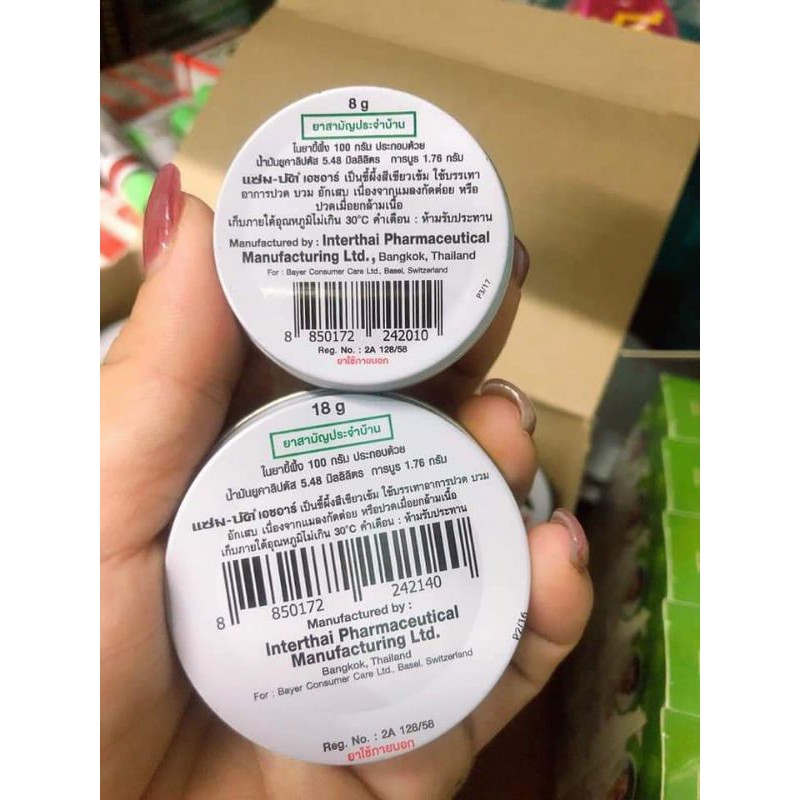 8 g
ยาสามัญประจำบ้าน
ในยาขี้ผึ้ง 100 กรัม ประกอบด้วย
น้ำมันยูคาลิปตัส 5.48 มิลลิลิตร การบูร 1.76 กรัม
แซม-บัค เอชอาร์ เป็นขี้ผึ้งสีเขียวเข้ม ใช้บรรเทา
อาการปวด บวม อักเสบ เนื่องจากแมลงกัดต่อย หรือ
ปวดเมื่อยกล้ามเนื้อ
เก็บภายใต้อุณหภูมิไม่เกิน 30°C คำเตือน : ห้ามรับประทาน
Manufactured by : Interthai Pharmaceutical
Manufacturing Ltd., Bangkok, Thailand
For : Bayer Consumer Care Ltd., Basel, Switzerland
P3/17
8 850172 242010
Reg. No. : 2A 128/58
ยาใช้ภายนอก
18 g
ยาสามัญประจำบ้าน
ในยาขี้ผึ้ง 100 กรัม ประกอบด้วย
น้ำมันยูคาลิปตัส 5.48 มิลลิลิตร การบูร 1.76 กรัม
แซม-บัค เอชอาร์ เป็นขี้ผึ้งสีเขียวเข้ม ใช้บรรเทาอาการปวด บวม
อักเสบ เนื่องจากแมลงกัดต่อย หรือปวดเมื่อยกล้ามเนื้อ
เก็บภายใต้อุณหภูมิไม่เกิน 30°C คำเตือน : ห้ามรับประทาน
8 850172 242140
Manufactured by :
Interthai Pharmaceutical
Manufacturing Ltd.
Bangkok, Thailand
For : Bayer Consumer Care Ltd., Basel, Switzerland
P2/16
Reg. No. : 2A 128/58
ยาใช้ภายนอก